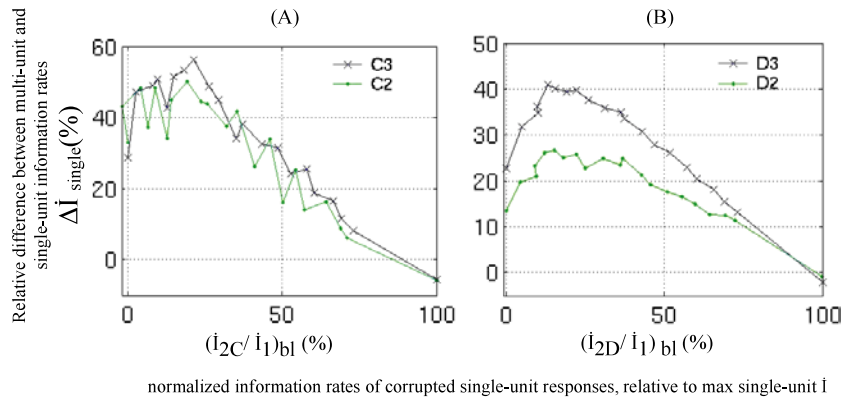 (A)
(B)
Relative difference between multi-unit and
single-unit information rates
Δİ single(%)
60
40
20
0
C3
C2
0
50
100
(İ2C/ İ1)bl (%)
50
40
30
20
10
0
D3
D2
0
50
100
(İ2D/ İ1) bl (%)
normalized information rates of corrupted single-unit responses, relative to max single-unit İ